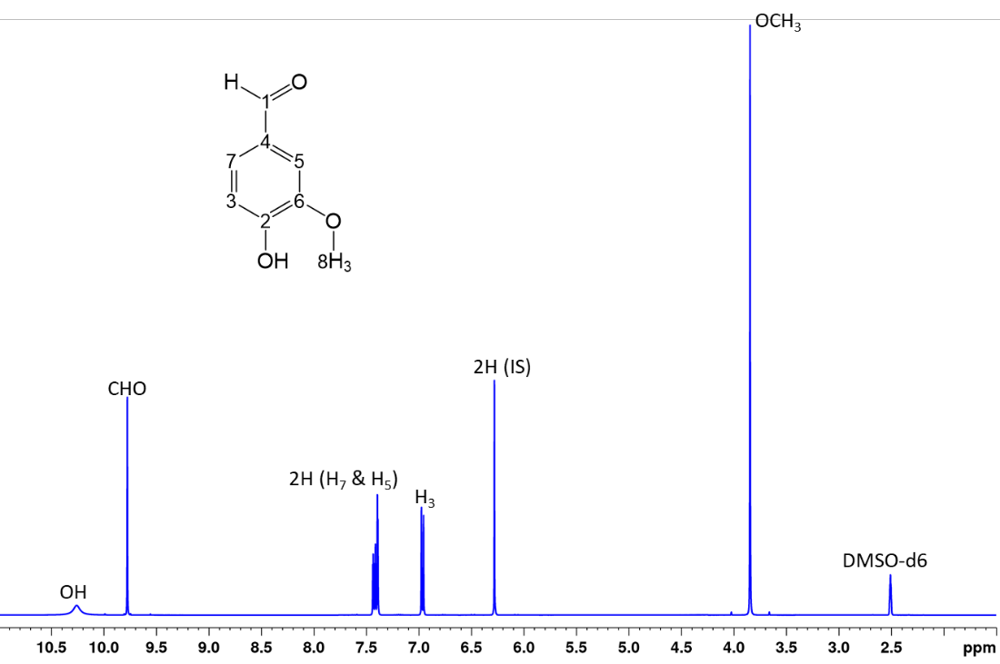 OCH₃
H
O
1
4
7
5
3
6
2
O
OH
8H₃
2H (IS)
CHO
2H (H₇ & H₅)
H₃
DMSO-d6
OH
10.5 10.0 9.5 9.0 8.5 8.0 7.5 7.0 6.5 6.0 5.5 5.0 4.5 4.0 3.5 3.0 2.5 ppm